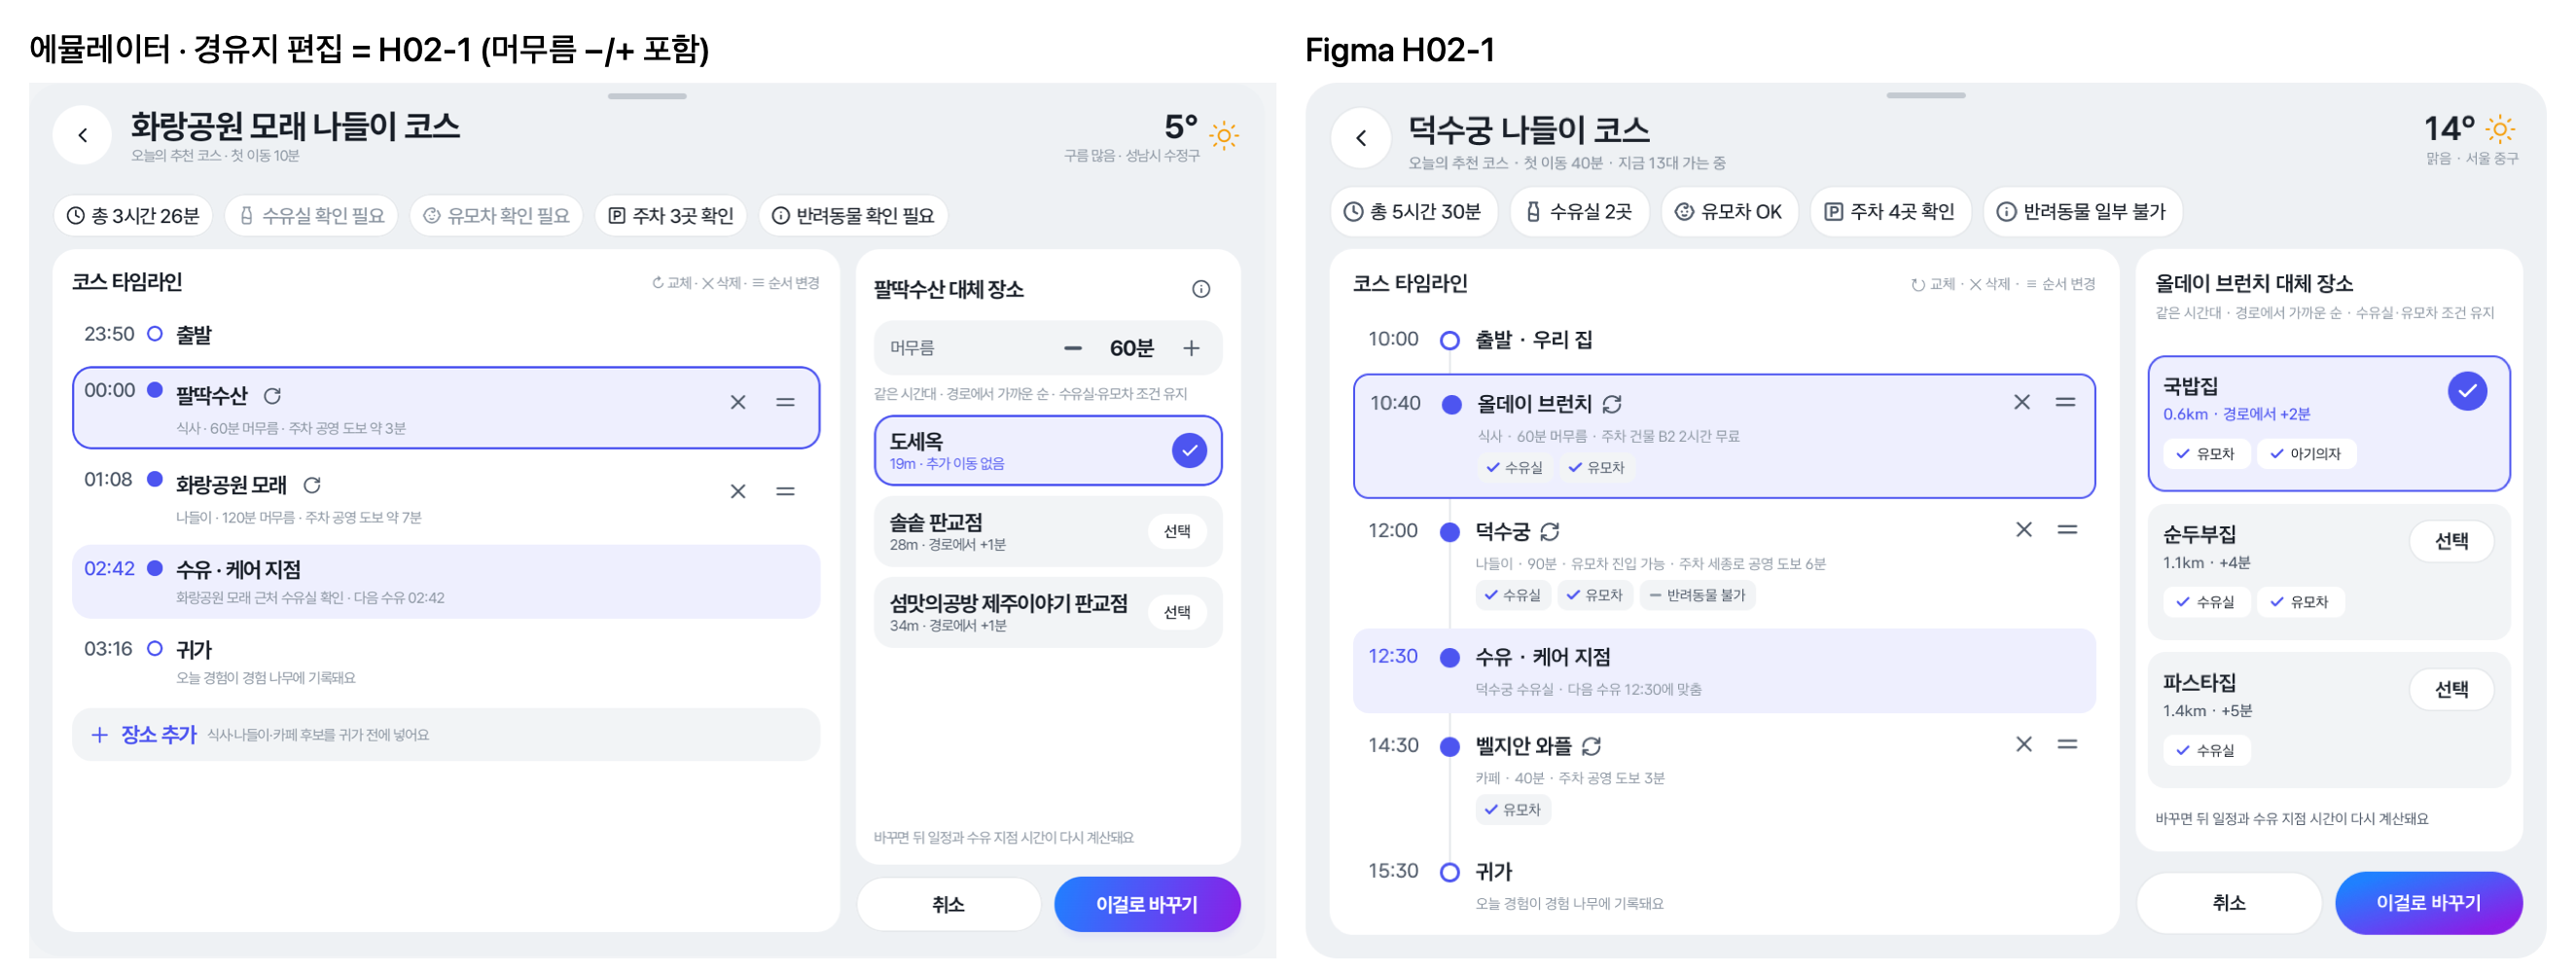 에뮬레이터 · 경유지 편집 = H02-1 (머무름 −/+ 포함)
화랑공원 모래 나들이 코스
오늘의 추천 코스 · 첫 이동 10분
5°
구름 많음 · 성남시 수정구
총 3시간 26분
수유실 확인 필요
유모차 확인 필요
주차 3곳 확인
반려동물 확인 필요
코스 타임라인
교체 · 삭제 · 순서 변경
23:50 출발
00:00 팔딱수산
식사 · 60분 머무름 · 주차 공영 도보 약 3분
01:08 화랑공원 모래
나들이 · 120분 머무름 · 주차 공영 도보 약 7분
02:42 수유 · 케어 지점
화랑공원 모래 근처 수유실 확인 · 다음 수유 02:42
03:16 귀가
오늘 경험이 경험 나무에 기록돼요
+ 장소 추가 식사·나들이·카페 후보를 귀가 전에 넣어요
팔딱수산 대체 장소
머무름 − 60분 +
같은 시간대 · 경로에서 가까운 순 · 수유실·유모차 조건 유지
도세옥
19m · 추가 이동 없음
솔솥 판교점
28m · 경로에서 +1분
선택
섬맛의공방 제주이야기 판교점
34m · 경로에서 +1분
선택
바꾸면 뒤 일정과 수유 지점 시간이 다시 계산돼요
취소
이걸로 바꾸기
Figma H02-1
덕수궁 나들이 코스
오늘의 추천 코스 · 첫 이동 40분 · 지금 13대 가는 중
14°
맑음 · 서울 중구
총 5시간 30분
수유실 2곳
유모차 OK
주차 4곳 확인
반려동물 일부 불가
코스 타임라인
교체 · 삭제 · 순서 변경
10:00 출발 · 우리 집
10:40 올데이 브런치
식사 · 60분 머무름 · 주차 건물 B2 2시간 무료
수유실 유모차
12:00 덕수궁
나들이 · 90분 · 유모차 진입 가능 · 주차 세종로 공영 도보 6분
수유실 유모차 반려동물 불가
12:30 수유 · 케어 지점
덕수궁 수유실 · 다음 수유 12:30에 맞춤
14:30 벨지안 와플
카페 · 40분 · 주차 공영 도보 3분
유모차
15:30 귀가
오늘 경험이 경험 나무에 기록돼요
올데이 브런치 대체 장소
같은 시간대 · 경로에서 가까운 순 · 수유실·유모차 조건 유지
국밥집
0.6km · 경로에서 +2분
유모차 아기의자
순두부집
1.1km · +4분
선택
수유실 유모차
파스타집
1.4km · +5분
선택
수유실
바꾸면 뒤 일정과 수유 지점 시간이 다시 계산돼요
취소
이걸로 바꾸기